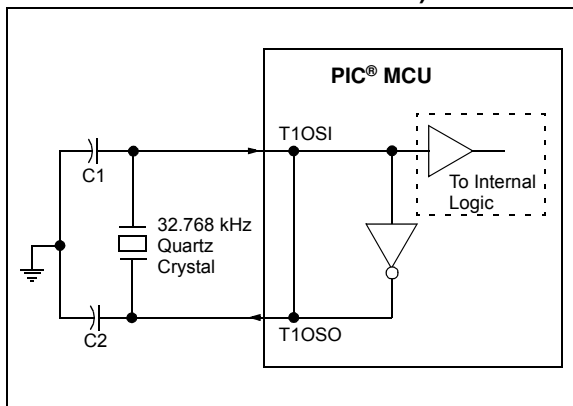 PIC® MCU
T1OSI
C1
To Internal
Logic
32.768 kHz
Quartz
Crystal
C2
T1OSO